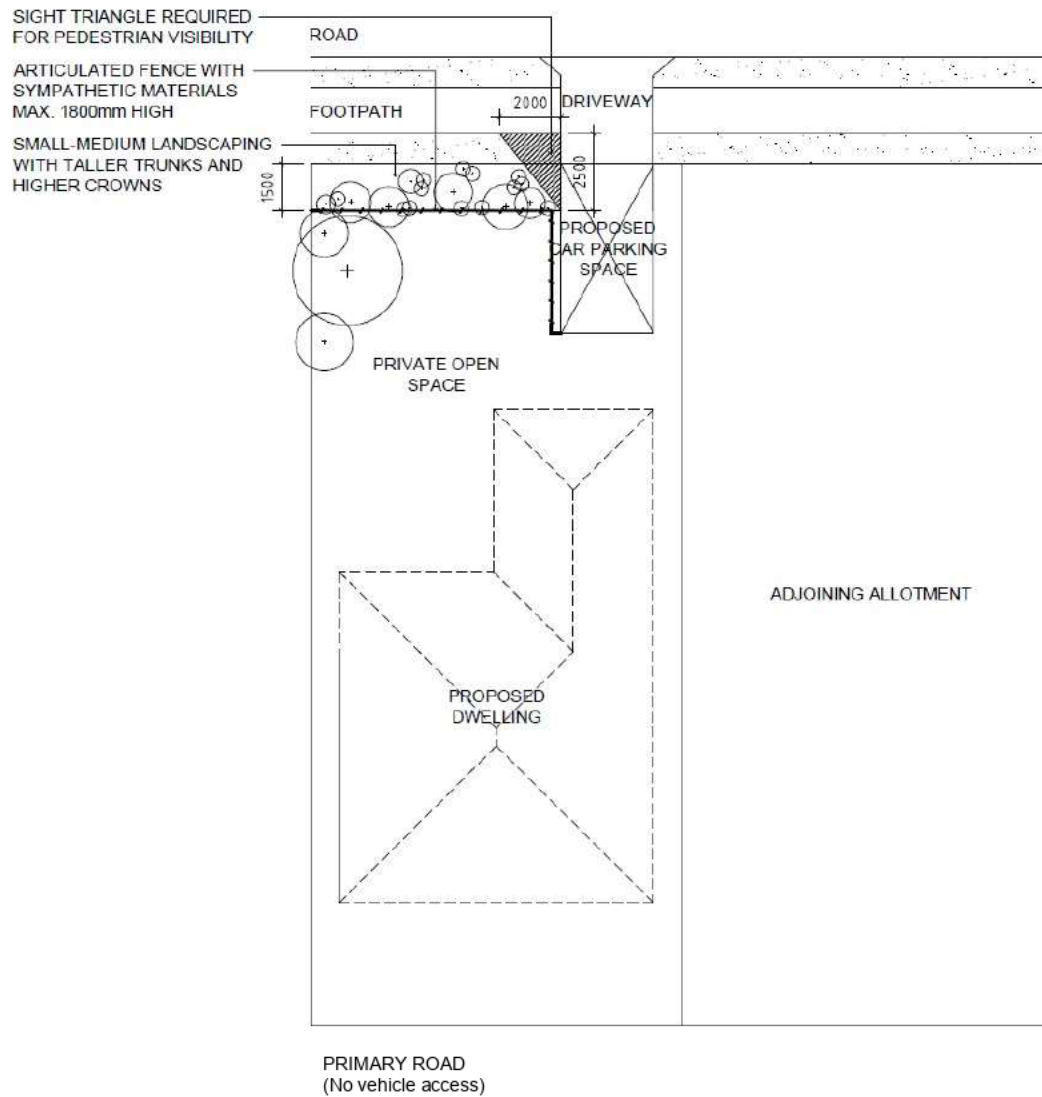 SIGHT TRIANGLE REQUIRED
FOR PEDESTRIAN VISIBILITY
ROAD
ARTICULATED FENCE WITH
SYMPATHETIC MATERIALS
MAX. 1800mm HIGH
2000
DRIVEWAY
FOOTPATH
SMALL-MEDIUM LANDSCAPING
WITH TALLER TRUNKS AND
HIGHER CROWNS
1500
2500
PROPOSED
CAR PARKING
SPACE
PRIVATE OPEN
SPACE
ADJOINING ALLOTMENT
PROPOSED
DWELLING
PRIMARY ROAD
(No vehicle access)